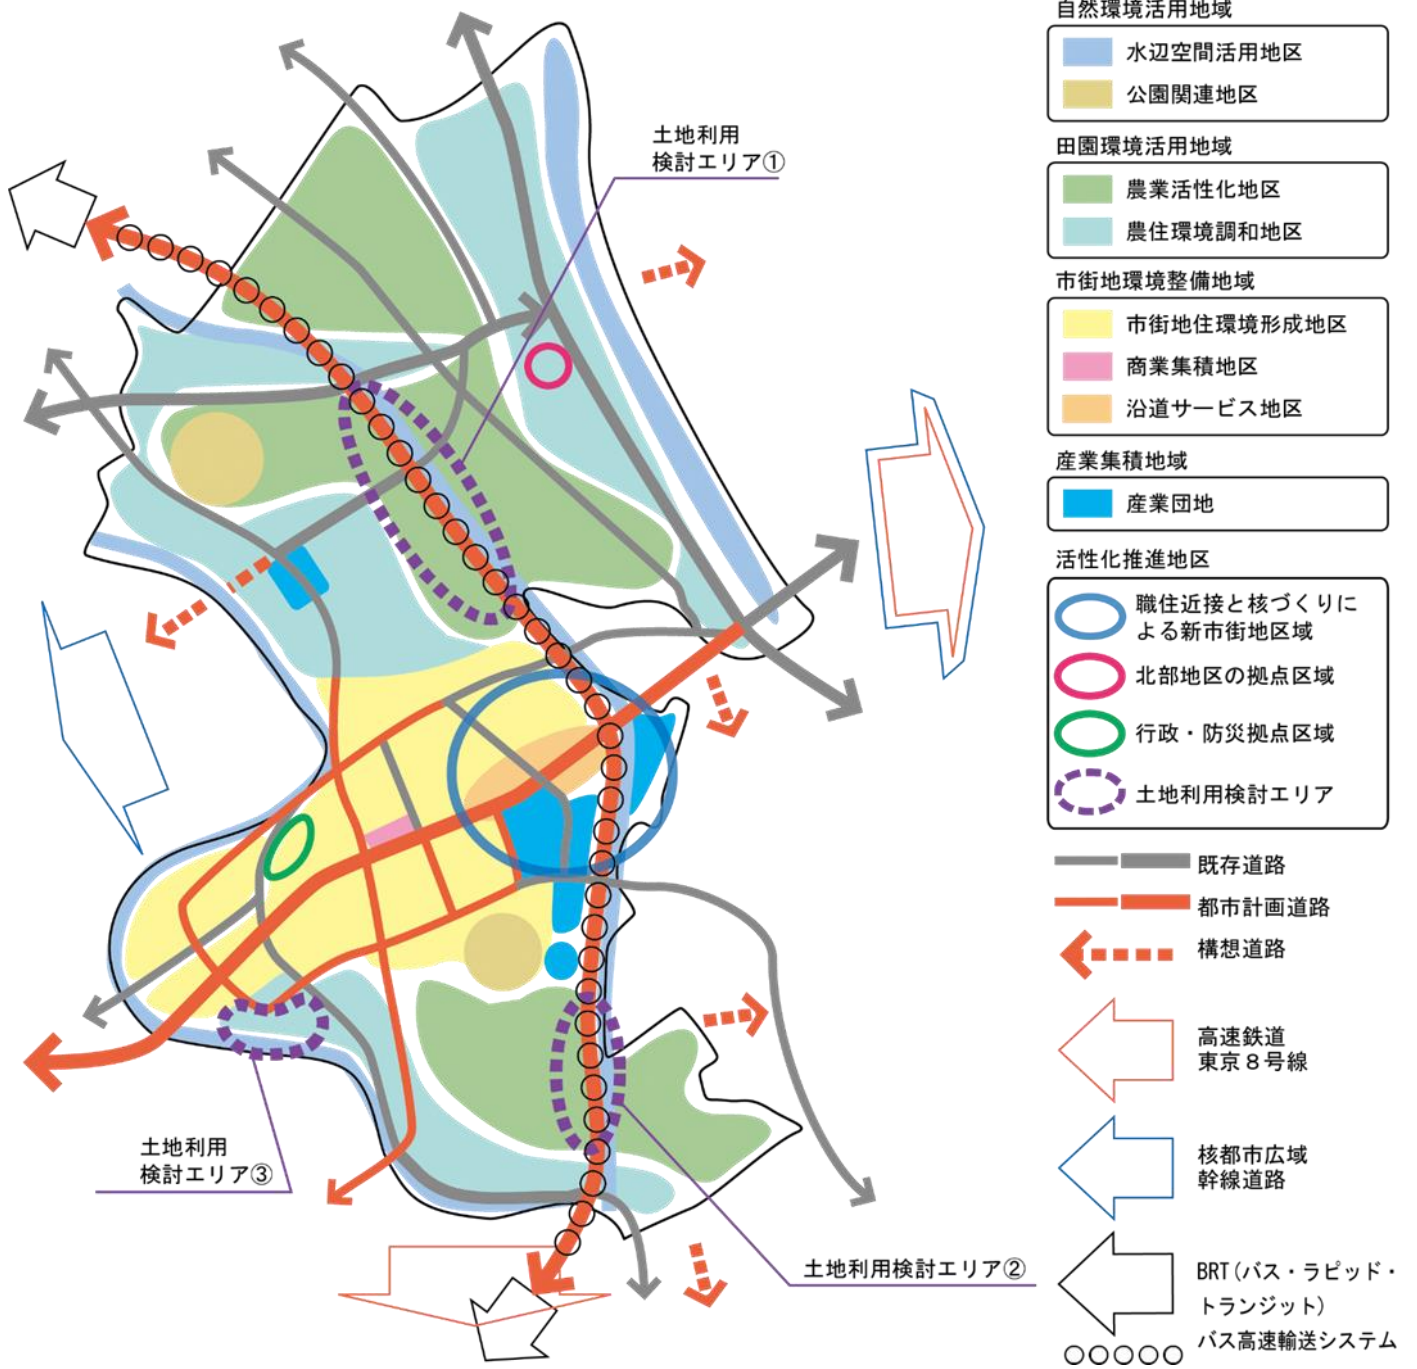 土地利用
検討エリア①
土地利用
検討エリア③
土地利用検討エリア②
自然環境活用地域
水辺空間活用地区
公園関連地区
田園環境活用地域
農業活性化地区
農住環境調和地区
市街地環境整備地域
市街地住環境形成地区
商業集積地区
沿道サービス地区
産業集積地域
産業団地
活性化推進地区
職住近接と核づくりに
よる新市街地区域
北部地区の拠点区域
行政・防災拠点区域
土地利用検討エリア
既存道路
都市計画道路
構想道路
高速鉄道
東京８号線
核都市広域
幹線道路
BRT(バス・ラピッド・
トランジット)
バス高速輸送システム